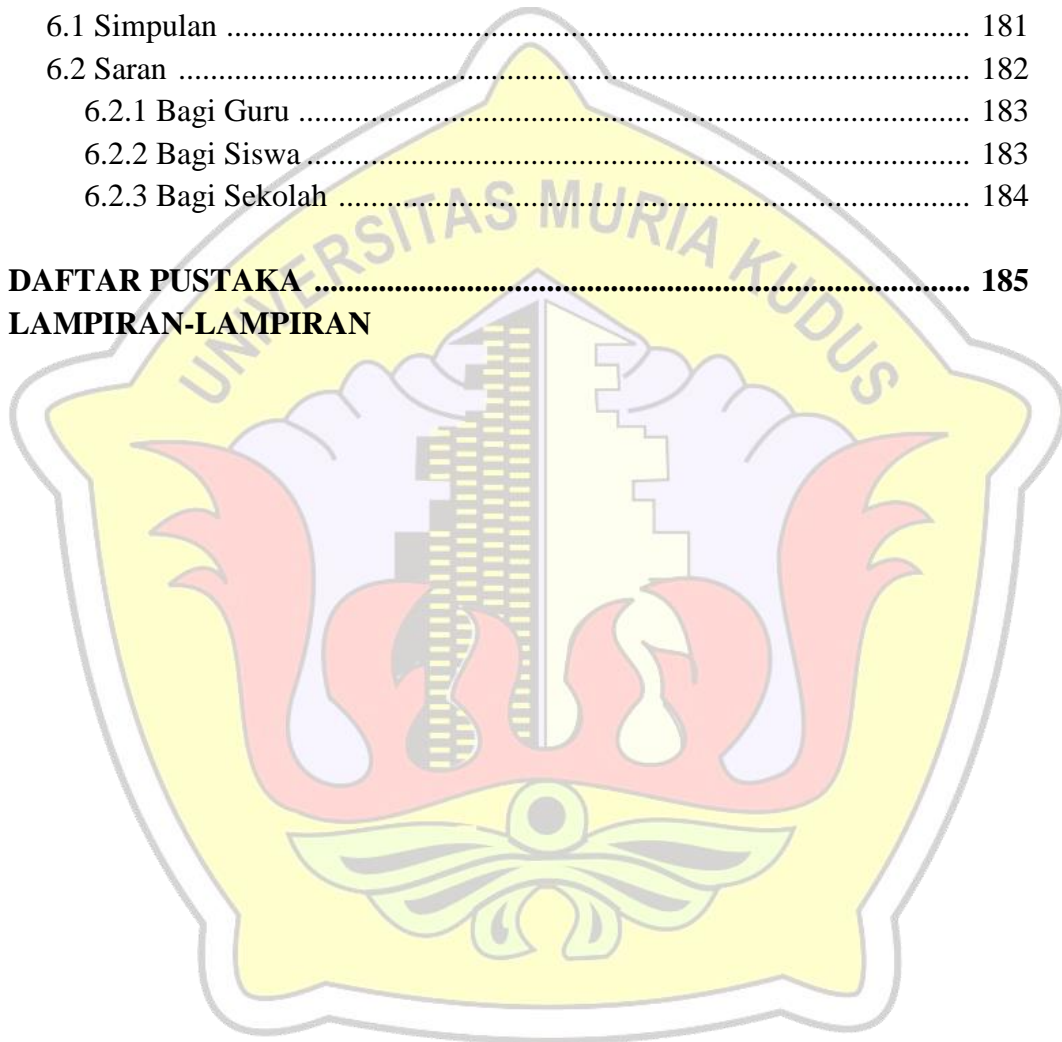 6.1 Simpulan ........................................................................................... 181
6.2 Saran ................................................................................................. 182
6.2.1 Bagi Guru .................................................................................. 183
6.2.2 Bagi Siswa ................................................................................. 183
6.2.3 Bagi Sekolah ............................................................................. 184
UNIVERSITAS MURIA KUDUS
DAFTAR PUSTAKA ................................................................................ 185
LAMPIRAN-LAMPIRAN